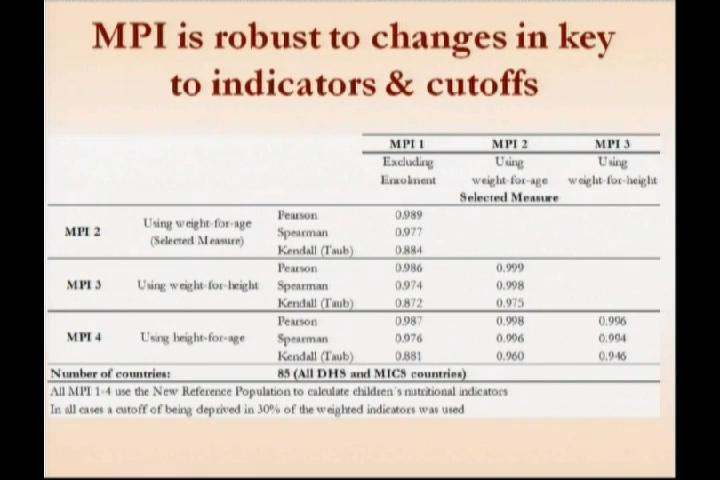 MPI is robust to changes in key
to indicators & cutoffs
MPI 1 MPI 2 MPI 3
Excluding Using Using
Enrolment weight-for-age weight-for-height
Selected Measure
MPI 2 Using weight-for-age (Selected Measure) Pearson 0.989
Spearman 0.977
Kendall (Taub) 0.884
MPI 3 Using weight-for-height Pearson 0.986 0.999
Spearman 0.974 0.998
Kendall (Taub) 0.872 0.975
MPI 4 Using height-for-age Pearson 0.987 0.998 0.996
Spearman 0.976 0.996 0.994
Kendall (Taub) 0.881 0.960 0.946
Number of countries: 85 (All DHS and MICS countries)
All MPI 1-4 use the New Reference Population to calculate children's nutritional indicators
In all cases a cutoff of being deprived in 30% of the weighted indicators was used